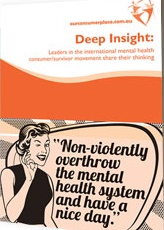 ourconsumerplace.com.au
Deep Insight:
Leaders in the international mental health
consumer/survivor movement share their thinking
"Non-violently
overthrow
the mental
health system
and have a
nice day."